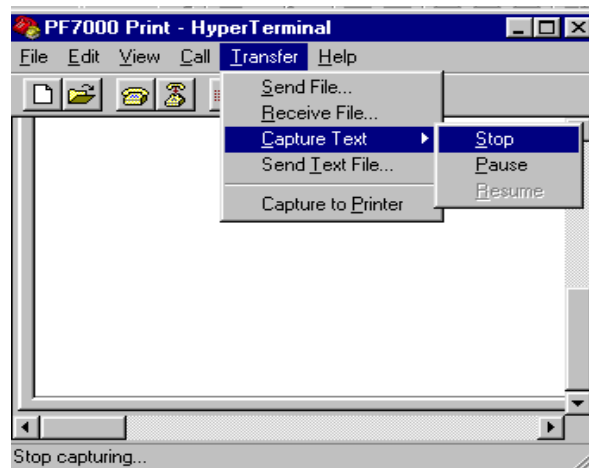 PF7000 Print - HyperTerminal
File Edit View Call Transfer Help
Send File...
Receive File...
Capture Text
Stop
Send Text File...
Pause
Resume
Capture to Printer
Stop capturing...